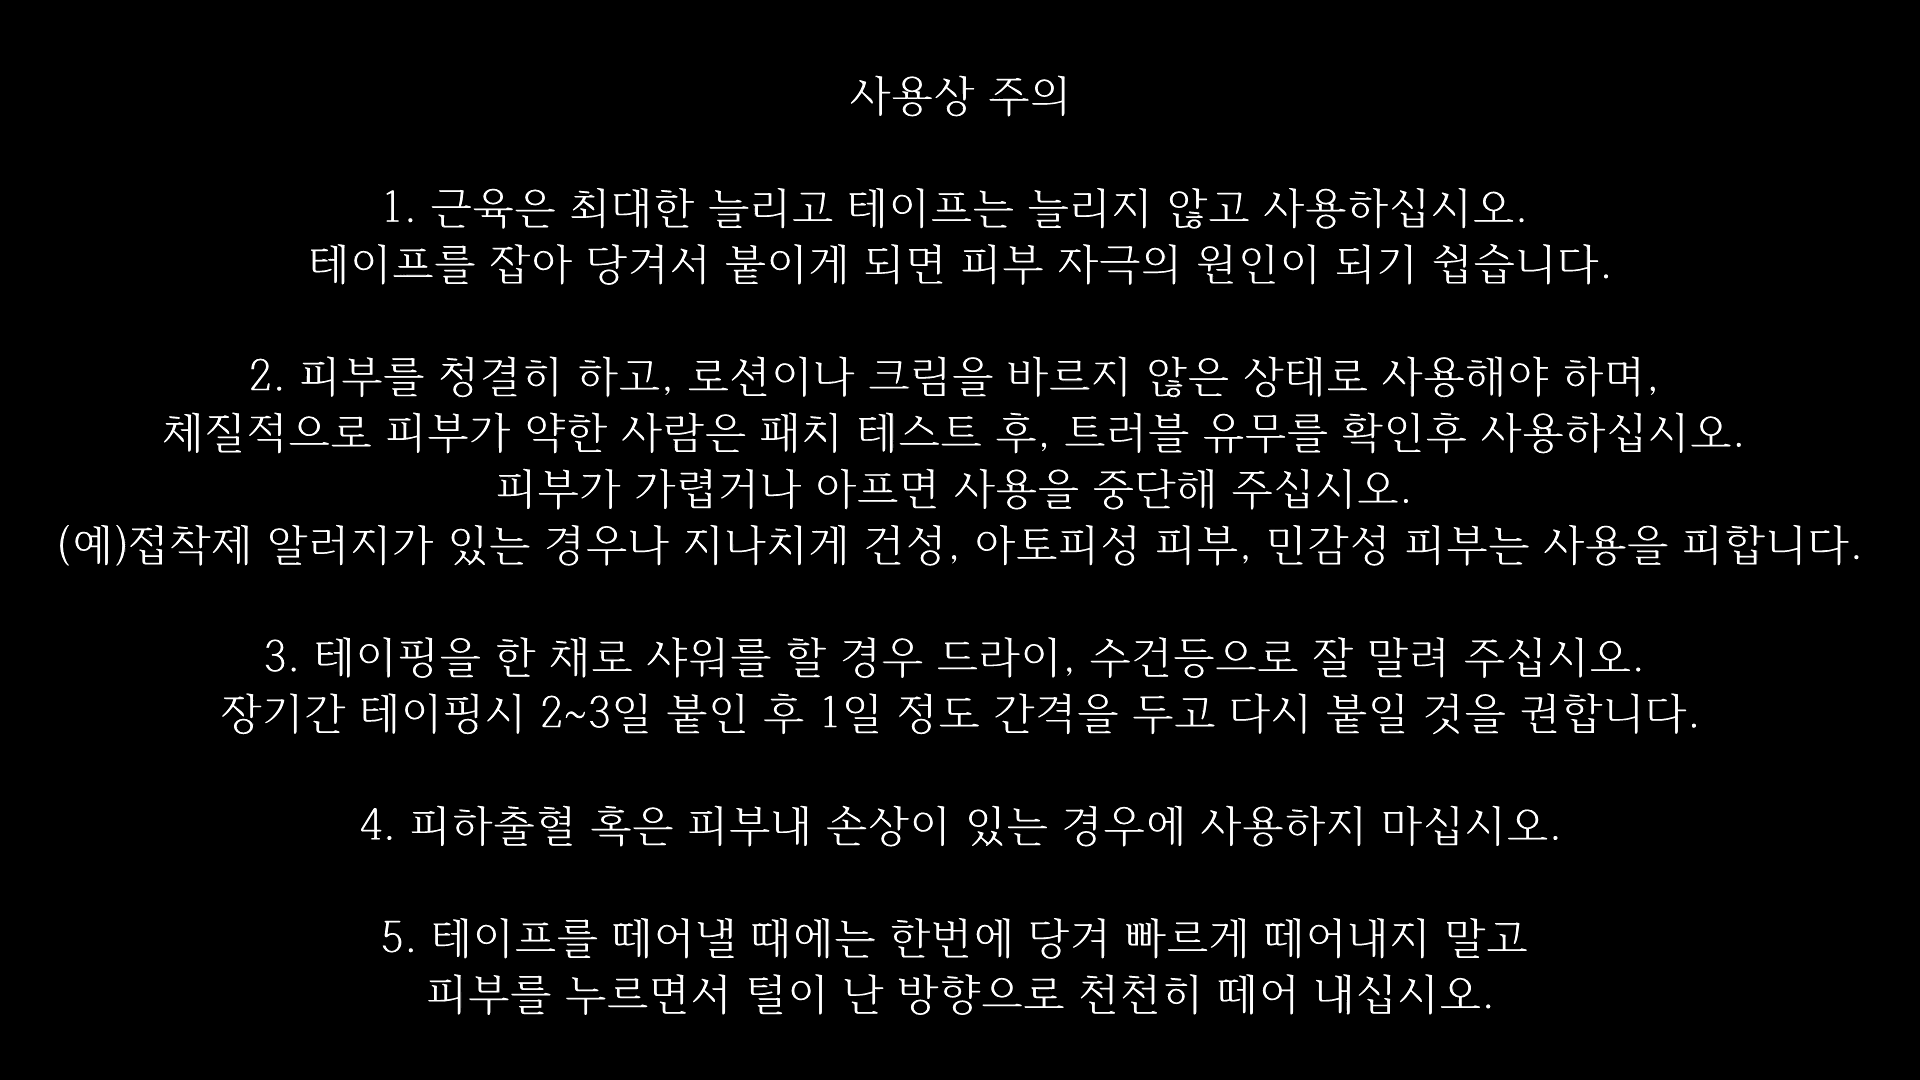 사용상 주의
1. 근육은 최대한 늘리고 테이프는 늘리지 않고 사용하십시오.
테이프를 잡아 당겨서 붙이게 되면 피부 자극의 원인이 되기 쉽습니다.
2. 피부를 청결히 하고, 로션이나 크림을 바르지 않은 상태로 사용해야 하며,
체질적으로 피부가 약한 사람은 패치 테스트 후, 트러블 유무를 확인후 사용하십시오.
피부가 가렵거나 아프면 사용을 중단해 주십시오.
(예)접착제 알러지가 있는 경우나 지나치게 건성, 아토피성 피부, 민감성 피부는 사용을 피합니다.
3. 테이핑을 한 채로 샤워를 할 경우 드라이, 수건등으로 잘 말려 주십시오.
장기간 테이핑시 2~3일 붙인 후 1일 정도 간격을 두고 다시 붙일 것을 권합니다.
4. 피하출혈 혹은 피부내 손상이 있는 경우에 사용하지 마십시오.
5. 테이프를 떼어낼 때에는 한번에 당겨 빠르게 떼어내지 말고
피부를 누르면서 털이 난 방향으로 천천히 떼어 내십시오.